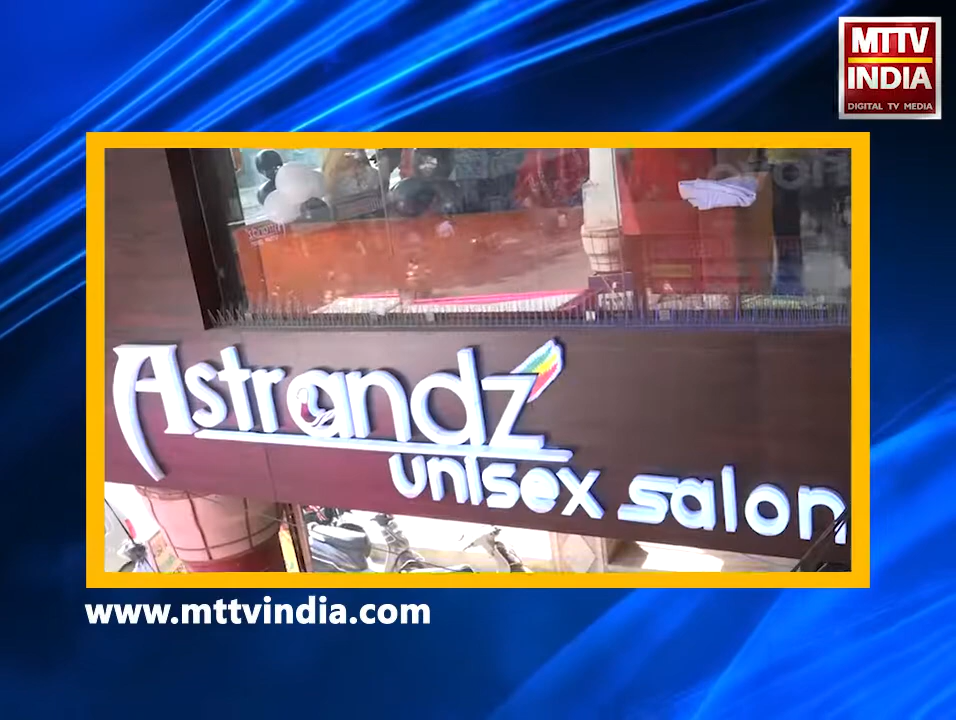 MTTV
INDIA
DIGITAL TV MEDIA
Astrandz
unisex salon
www.mttvindia.com